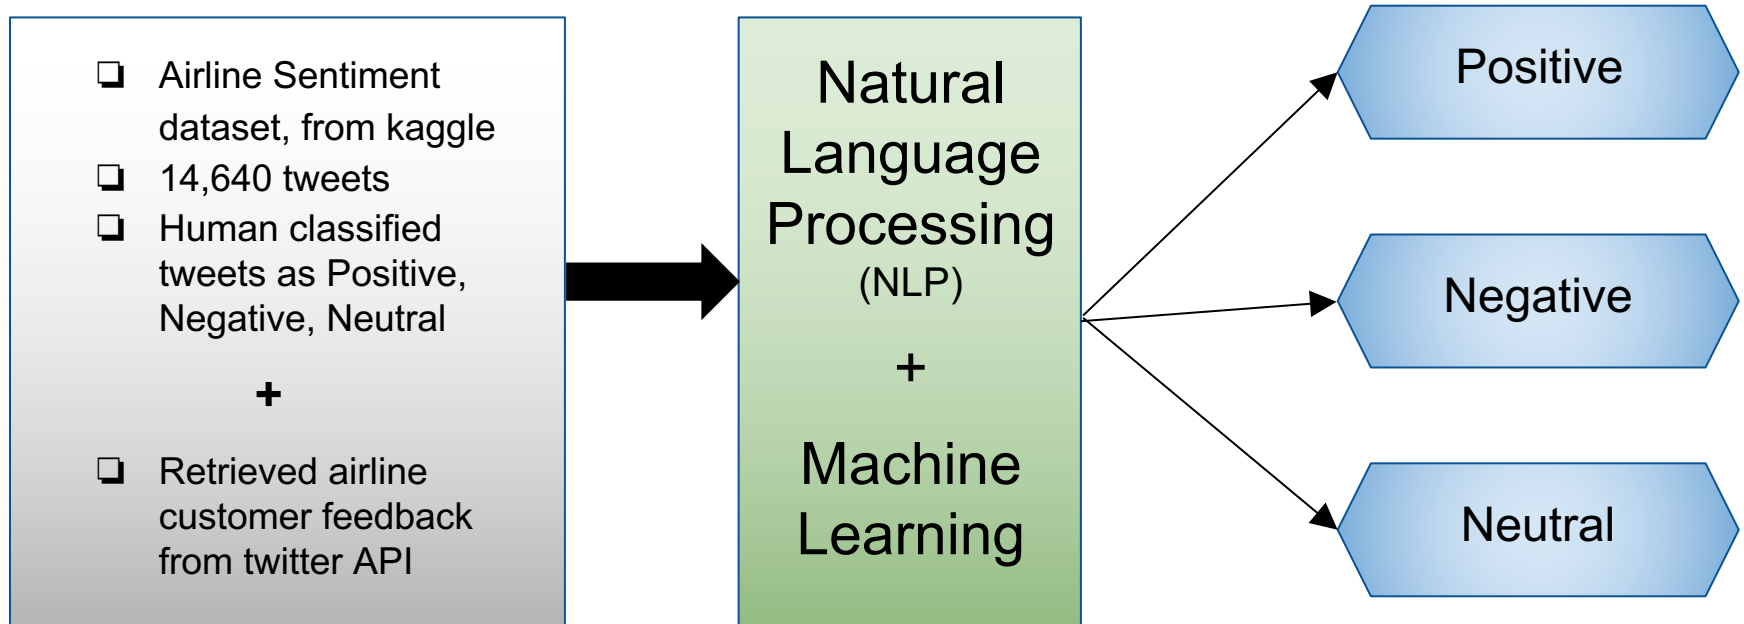 ❏ Airline Sentiment
dataset, from kaggle
❏ 14,640 tweets
❏ Human classified
tweets as Positive,
Negative, Neutral
+
❏ Retrieved airline
customer feedback
from twitter API
Natural
Language
Processing
(NLP)
+
Machine
Learning
Positive
Negative
Neutral